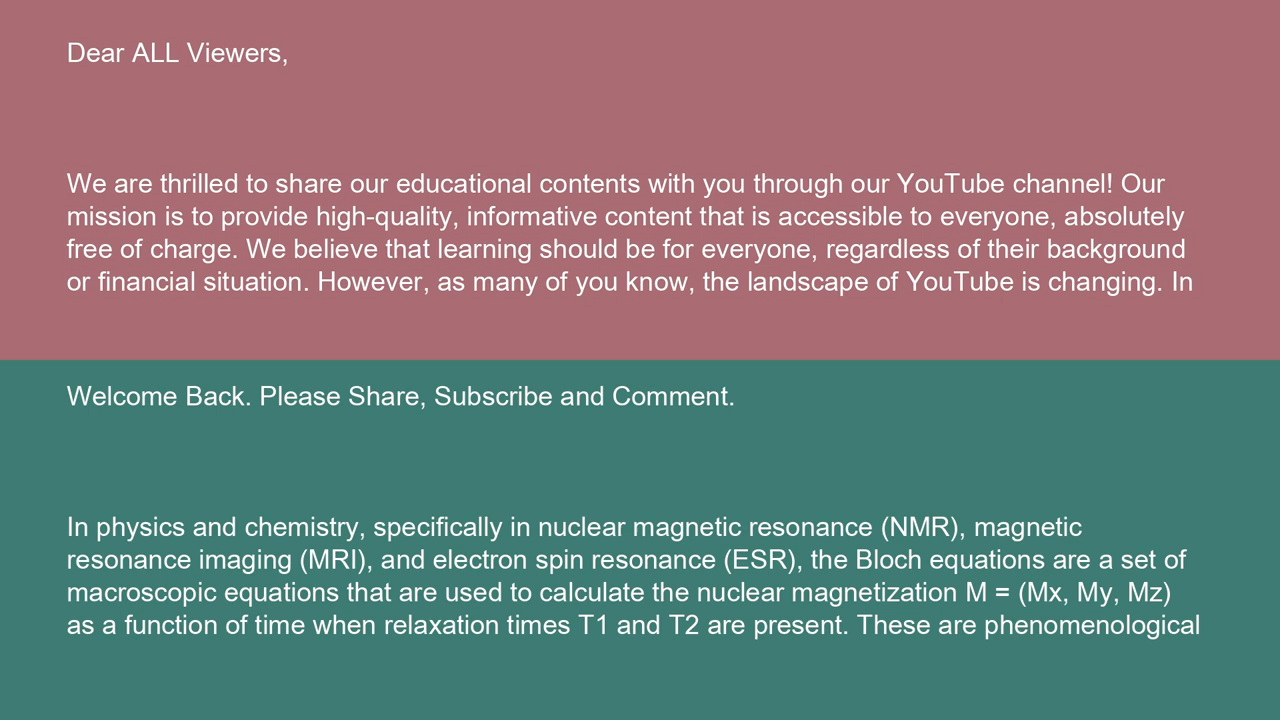 Dear ALL Viewers,
We are thrilled to share our educational contents with you through our YouTube channel! Our
mission is to provide high-quality, informative content that is accessible to everyone, absolutely
free of charge. We believe that learning should be for everyone, regardless of their background
or financial situation. However, as many of you know, the landscape of YouTube is changing. In
Welcome Back. Please Share, Subscribe and Comment.
In physics and chemistry, specifically in nuclear magnetic resonance (NMR), magnetic
resonance imaging (MRI), and electron spin resonance (ESR), the Bloch equations are a set of
macroscopic equations that are used to calculate the nuclear magnetization M = (Mx, My, Mz)
as a function of time when relaxation times T1 and T2 are present. These are phenomenological